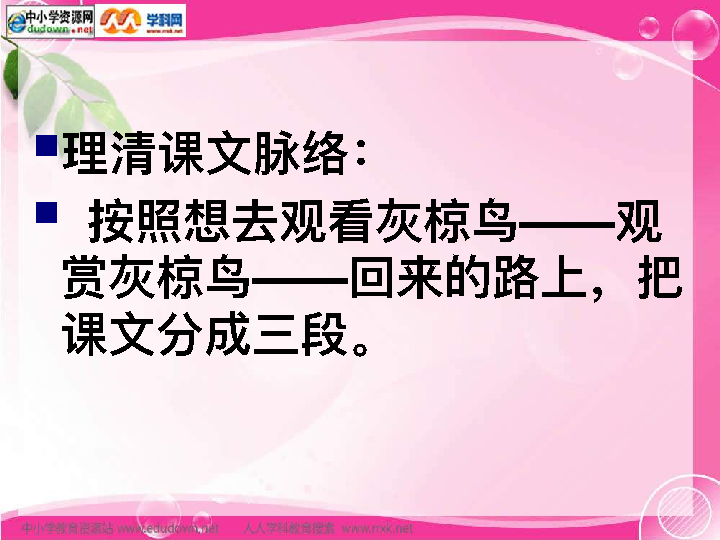 中小学资源网
dudown.net
学科网
www.nxk.net
理清课文脉络：
按照想去观看灰椋鸟——观
赏灰椋鸟——回来的路上，把
课文分成三段。
中小学教育资源站 www.edudown.net 人人学科教育搜索 www.rrxk.net